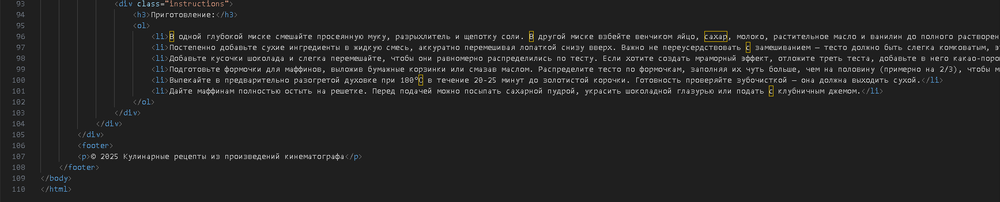 93 <div class="instructions">
94 <h3>Приготовление:</h3>
95 <ol>
96 <li>В одной глубокой миске смешайте просеянную муку, разрыхлитель и щепотку соли. В другой миске взбейте венчиком яйцо, сахар, молоко, растительное масло и ванилин до полного растворен
97 <li>Постепенно добавьте сухие ингредиенты в жидкую смесь, аккуратно перемешивая лопаткой снизу вверх. Важно не переусердствовать с замешиванием — тесто должно быть слегка комковатым, э
98 <li>Добавьте кусочки шоколада и слегка перемешайте, чтобы они равномерно распределились по тесту. Если хотите создать мраморный эффект, отложите треть теста, добавьте в него какао-поро
99 <li>Подготовьте формочки для маффинов, выложив бумажные корзинки или смазав маслом. Распределите тесто по формочкам, заполняя их чуть больше, чем на половину (примерно на 2/3), чтобы м
100 <li>Выпекайте в предварительно разогретой духовке при 180°С в течение 20-25 минут до золотистой корочки. Готовность проверяйте зубочисткой — она должна выходить сухой.</li>
101 <li>Дайте маффинам полностью остыть на решетке. Перед подачей можно посыпать сахарной пудрой, украсить шоколадной глазурью или подать с клубничным джемом.</li>
102 </ol>
103 </div>
104 </div>
105 </div>
106 <footer>
107 <p>© 2025 Кулинарные рецепты из произведений кинематографа</p>
108 </footer>
109 </body>
110 </html>